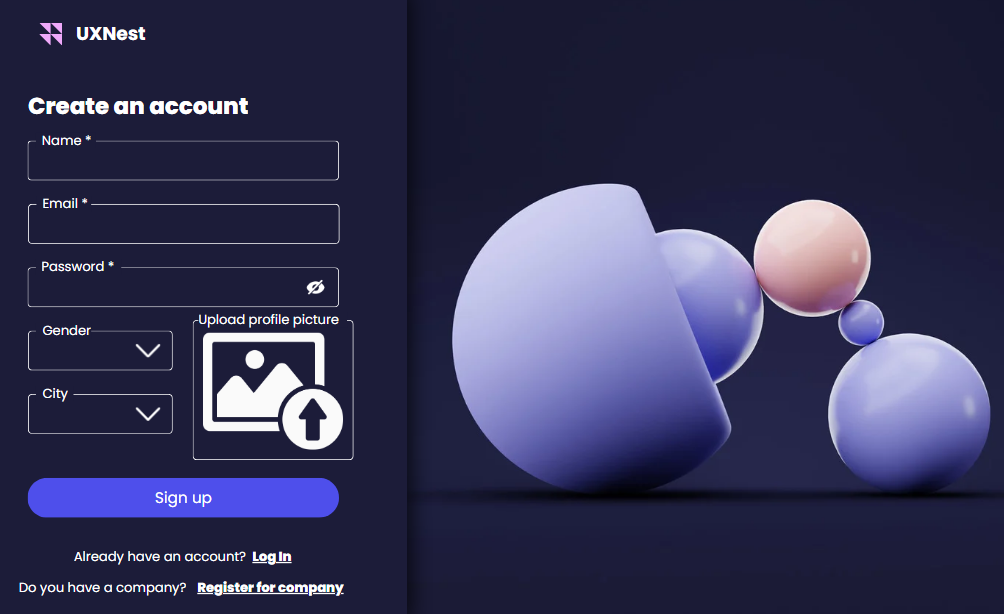 UXNest
Create an account
Name *
Email *
Password *
Gender
Upload profile picture
City
Sign up
Already have an account? Log In
Do you have a company? Register for company